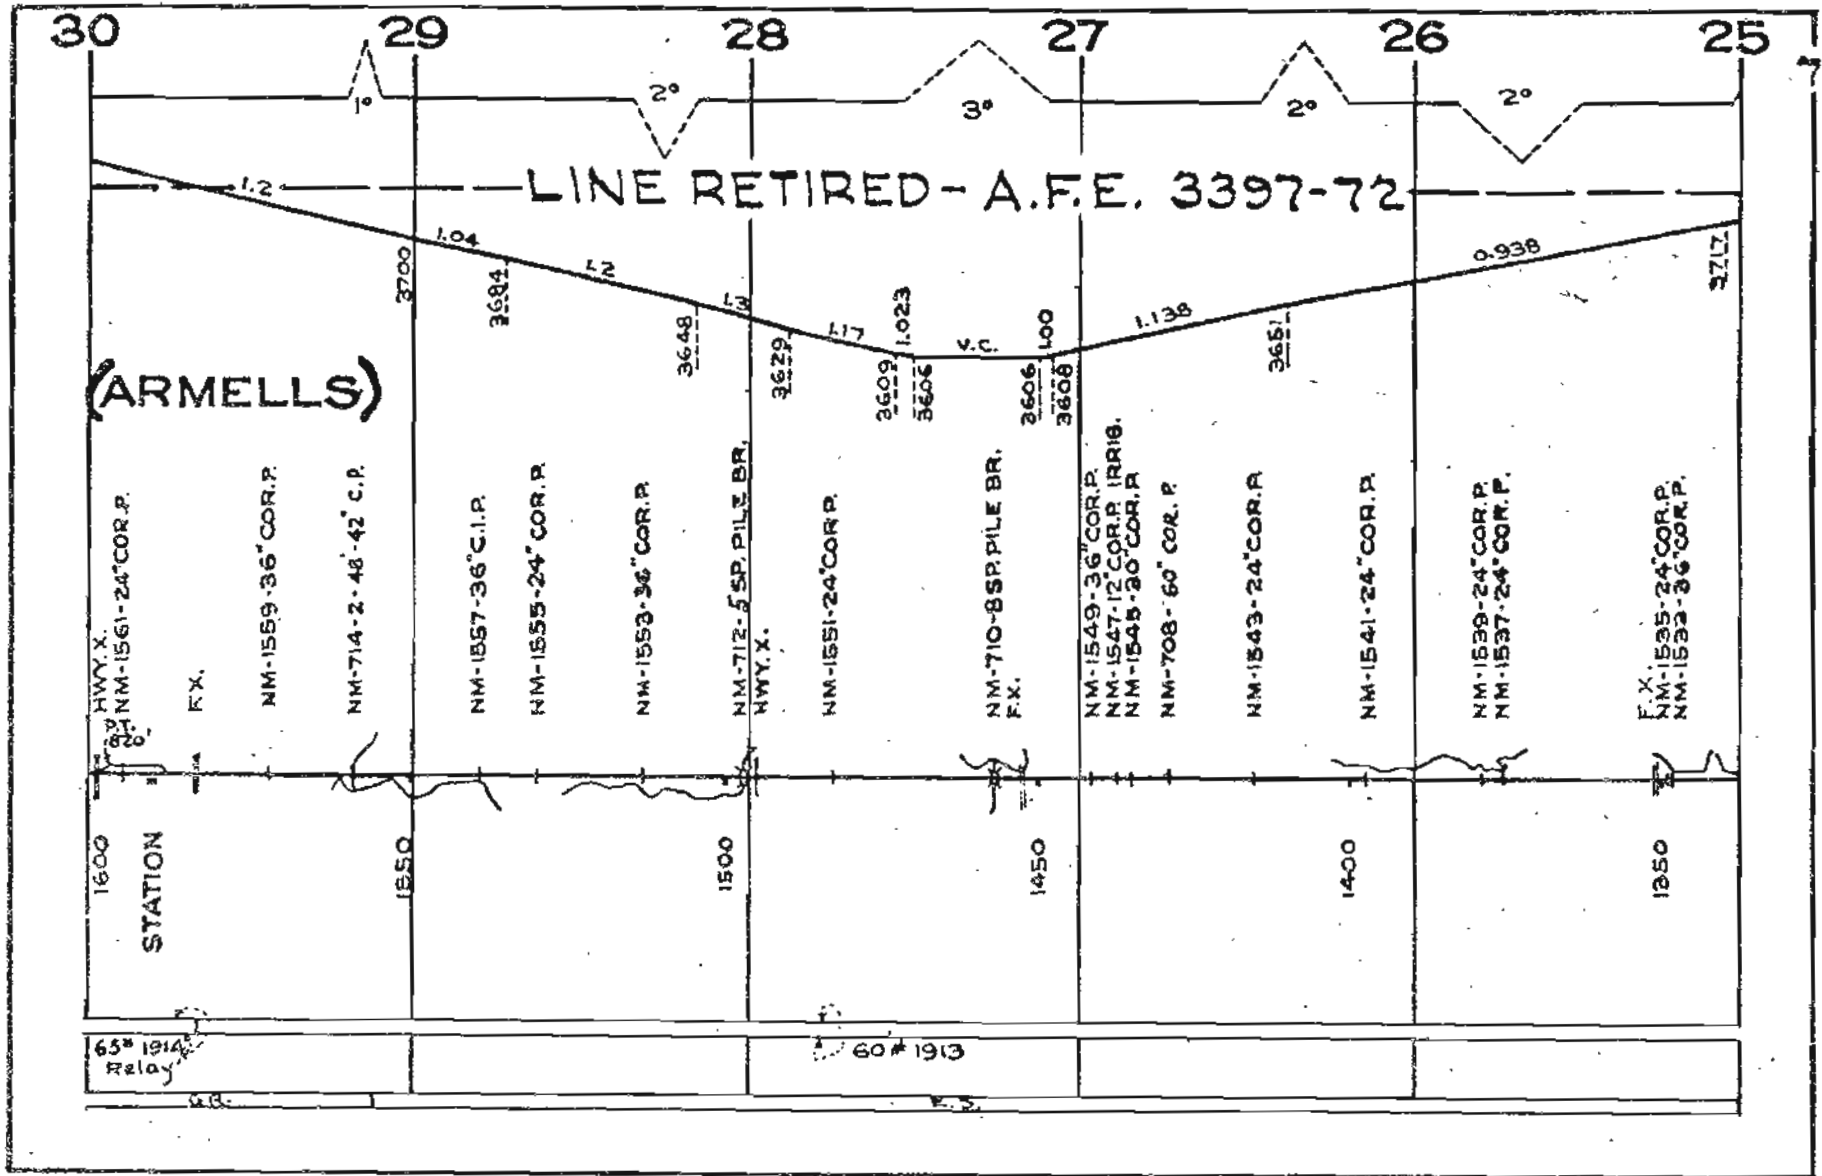 30 29 28 27 26 25
1° 2° 3° 2° 2°
LINE RETIRED - A.F.E. 3397-72
1.2 1.04 1.2 1.3 1.17 1.023 V.C. 1.00 1.138 0.938
3700 3684 3648 3629 3609 3606 3606 3608 3651 3717
(ARMELLS)
HWY. X.
NM-1561-24"COR.P.
F.X.
NM-1559-36"COR.P.
NM-714-2-48"-42" C.P.
NM-1557-36"C.I.P.
NM-1555-24"COR.P.
NM-1553-36"COR.P.
NM-712-5 SP. PILE BR.
HWY. X.
NM-1551-24"COR.P.
NM-710-8 SP. PILE BR.
F.X.
NM-1549-36"COR.P.
NM-1547-12"COR.P. IRRIG.
NM-1545-30"COR.P.
NM-708-60" COR. P.
NM-1543-24"COR.P.
NM-1541-24"COR.P.
NM-1539-24"COR.P.
NM-1537-24"COR.P.
F.X.
NM-1535-24"COR.P.
NM-1533-36"COR.P.
1600 1550 1500 1450 1400 1350
STATION
65# 1914
Relay
60# 1913
G.R.